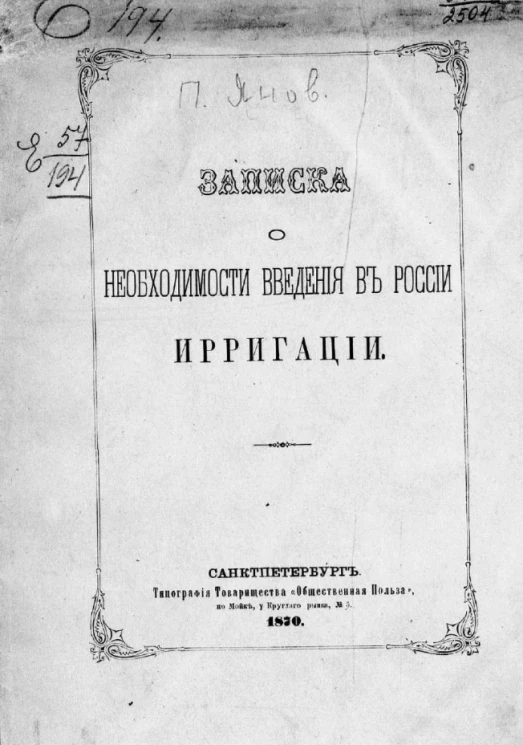 194.
2504
П. Янов.
Е 57
194
ЗАПИСКА
О
НЕОБХОДИМОСТИ ВВЕДЕНІЯ ВЪ РОССІИ
ИРРИГАЦІИ.
САНКТПЕТЕРБУРГЪ.
Типографія Товарищества «Общественная Польза»,
по Мойкѣ, у Круглаго рынка, № 5.
1870.